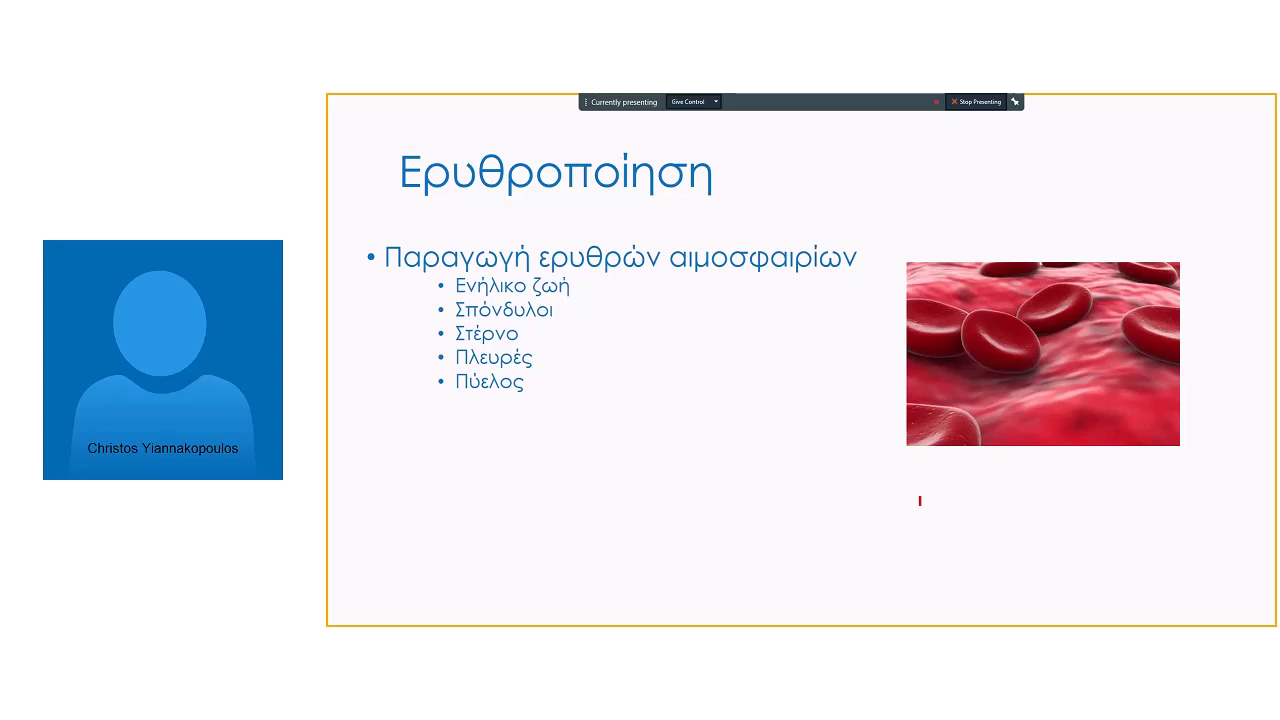 Currently presenting Give Control Stop Presenting
Ερυθροποίηση
• Παραγωγή ερυθρών αιμοσφαιρίων
• Ενήλικο ζωή
• Σπόνδυλοι
• Στέρνο
• Πλευρές
• Πύελος
Christos Yiannakopoulos